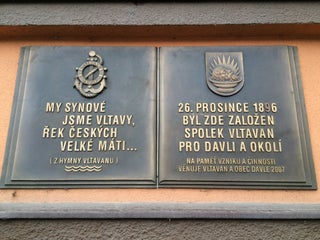 MY SYNOVÉ
JSME VLTAVY,
ŘEK ČESKÝCH
VELKÉ MÁTI...
(Z HYMNY VLTAVANU)
26. PROSINCE 1896
BYL ZDE ZALOŽEN
SPOLEK VLTAVAN
PRO DAVLI A OKOLÍ
NA PAMĚŤ VZNIKU A ČINNOSTI
VĚNUJE VLTAVAN A OBEC DAVLE 2007